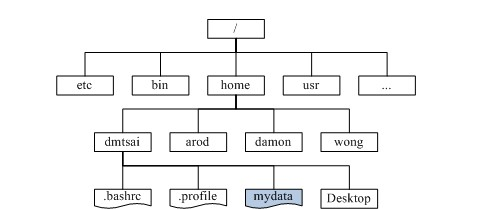 /
etc bin home usr ...
dmtsai arod damon wong
.bashrc .profile mydata Desktop